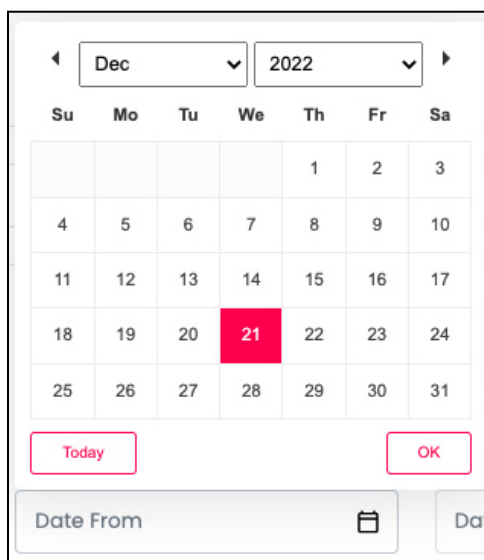 Dec 2022
Su Mo Tu We Th Fr Sa
1 2 3
4 5 6 7 8 9 10
11 12 13 14 15 16 17
18 19 20 21 22 23 24
25 26 27 28 29 30 31
Today OK
Date From Da